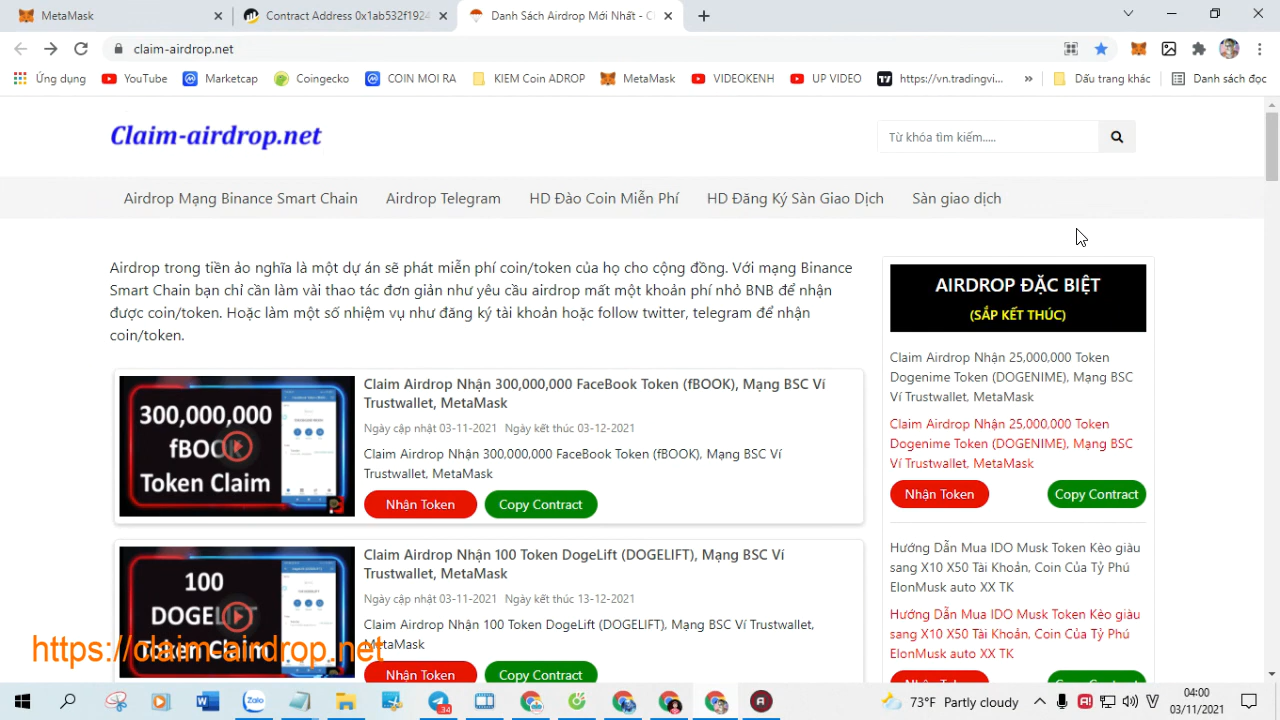 MetaMask
Contract Address 0x1ab532f1924
Danh Sách Airdrop Mới Nhất - C
claim-airdrop.net
Ứng dụng
YouTube
Marketcap
Coingecko
COIN MOI RA
KIEM Coin ADROP
MetaMask
VIDEOKENH
UP VIDEO
https://vn.tradingvi...
Dấu trang khác
Danh sách đọc
Claim-airdrop.net
Từ khóa tìm kiếm.....
Airdrop Mạng Binance Smart Chain
Airdrop Telegram
HD Đào Coin Miễn Phí
HD Đăng Ký Sàn Giao Dịch
Sàn giao dịch
Airdrop trong tiền ảo nghĩa là một dự án sẽ phát miễn phí coin/token của họ cho cộng đồng. Với mạng Binance
Smart Chain bạn chỉ cần làm vài thao tác đơn giản như yêu cầu airdrop mất một khoản phí nhỏ BNB để nhận
được coin/token. Hoặc làm một số nhiệm vụ như đăng ký tài khoản hoặc follow twitter, telegram để nhận
coin/token.
300,000,000
fBOOK
Token Claim
Claim Airdrop Nhận 300,000,000 FaceBook Token (fBOOK), Mạng BSC Ví
Trustwallet, MetaMask
Ngày cập nhật 03-11-2021 Ngày kết thúc 03-12-2021
Claim Airdrop Nhận 300,000,000 FaceBook Token (fBOOK), Mạng BSC Ví
Trustwallet, MetaMask
Nhận Token
Copy Contract
100
DOGELIFT
Token Claim
Claim Airdrop Nhận 100 Token DogeLift (DOGELIFT), Mạng BSC Ví
Trustwallet, MetaMask
Ngày cập nhật 03-11-2021 Ngày kết thúc 13-12-2021
Claim Airdrop Nhận 100 Token DogeLift (DOGELIFT), Mạng BSC Ví Trustwallet,
MetaMask
Nhận Token
Copy Contract
AIRDROP ĐẶC BIỆT
(SẮP KẾT THÚC)
Claim Airdrop Nhận 25,000,000 Token
Dogenime Token (DOGENIME), Mạng BSC
Ví Trustwallet, MetaMask
Claim Airdrop Nhận 25,000,000 Token
Dogenime Token (DOGENIME), Mạng BSC
Ví Trustwallet, MetaMask
Nhận Token
Copy Contract
Hướng Dẫn Mua IDO Musk Token Kèo giàu
sang X10 X50 Tài Khoản, Coin Của Tỷ Phú
ElonMusk auto XX TK
Hướng Dẫn Mua IDO Musk Token Kèo giàu
sang X10 X50 Tài Khoản, Coin Của Tỷ Phú
ElonMusk auto XX TK
https://claim-airdrop.net
Zalo
34
73°F Partly cloudy
04:00
03/11/2021